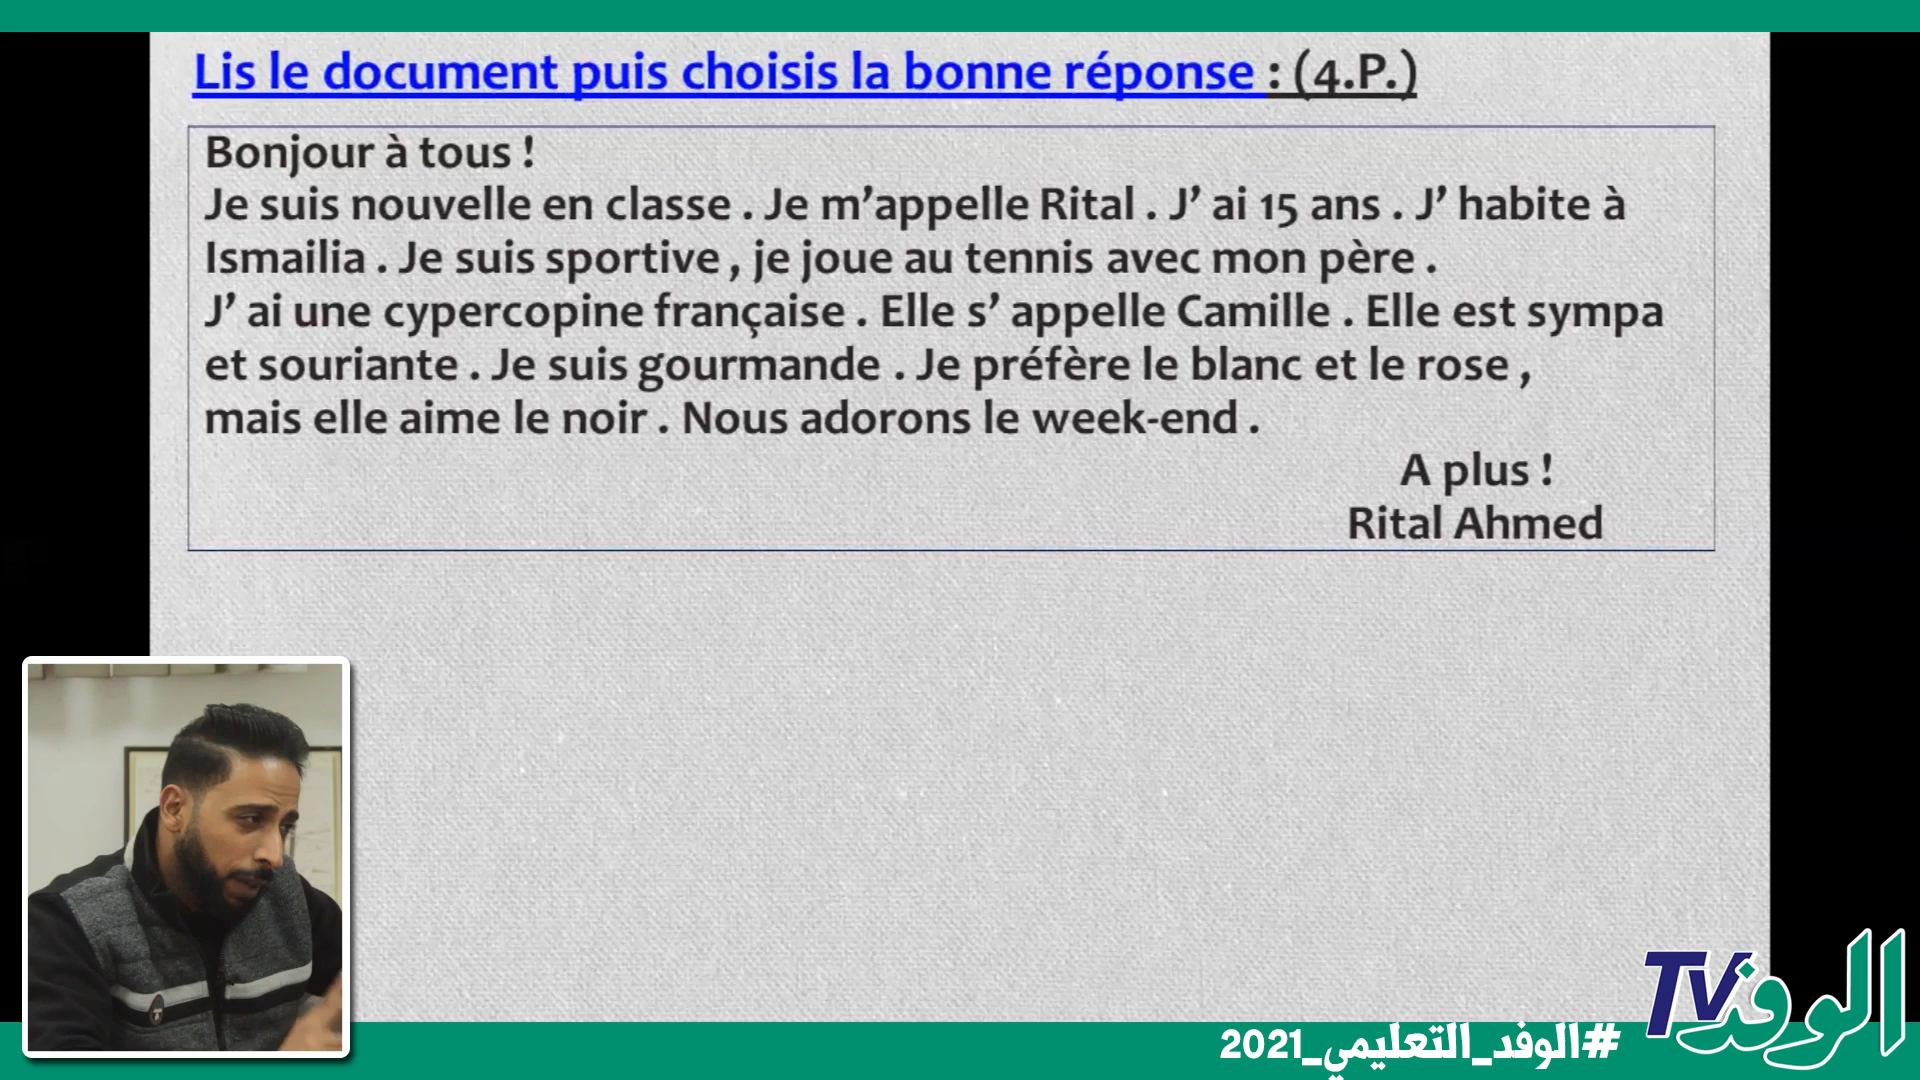 Lis le document puis choisis la bonne réponse : (4.P.)
Bonjour à tous !
Je suis nouvelle en classe . Je m’appelle Rital . J’ ai 15 ans . J’ habite à
Ismailia . Je suis sportive , je joue au tennis avec mon père .
J’ ai une cypercopine française . Elle s’ appelle Camille . Elle est sympa
et souriante . Je suis gourmande . Je préfère le blanc et le rose ,
mais elle aime le noir . Nous adorons le week-end .
A plus !
Rital Ahmed
#الوفد_التعليمي_2021
الوفد TV